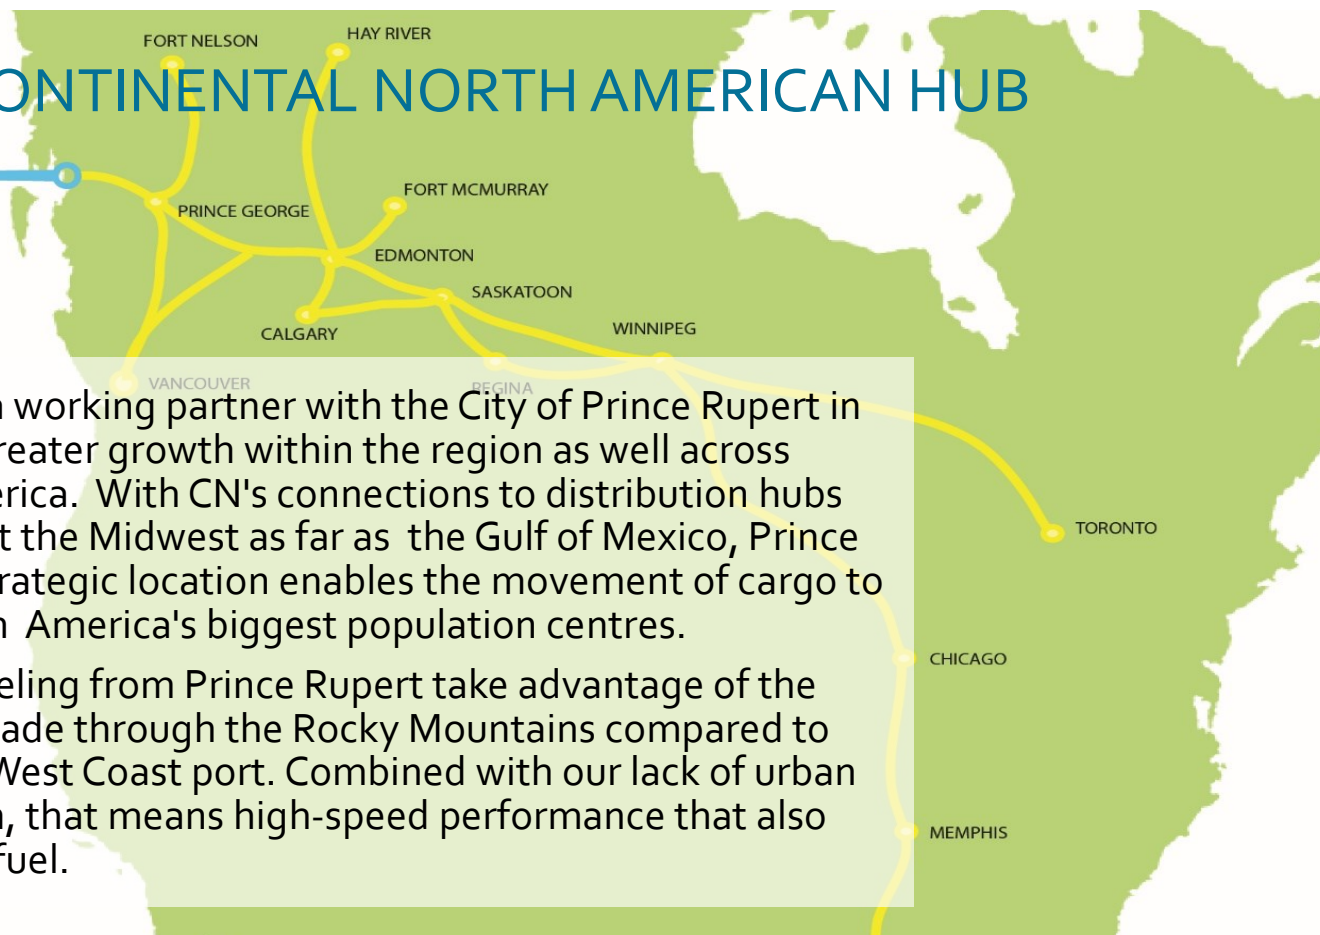 FORT NELSON
HAY RIVER
ONTINENTAL NORTH AMERICAN HUB
FORT MCMURRAY
PRINCE GEORGE
EDMONTON
SASKATOON
WINNIPEG
CALGARY
VANCOUVER
REGINA
working partner with the City of Prince Rupert in
reater growth within the region as well across
erica. With CN's connections to distribution hubs
t the Midwest as far as the Gulf of Mexico, Prince
rategic location enables the movement of cargo to
America's biggest population centres.
eling from Prince Rupert take advantage of the
ade through the Rocky Mountains compared to
West Coast port. Combined with our lack of urban
, that means high-speed performance that also
fuel.
TORONTO
CHICAGO
MEMPHIS